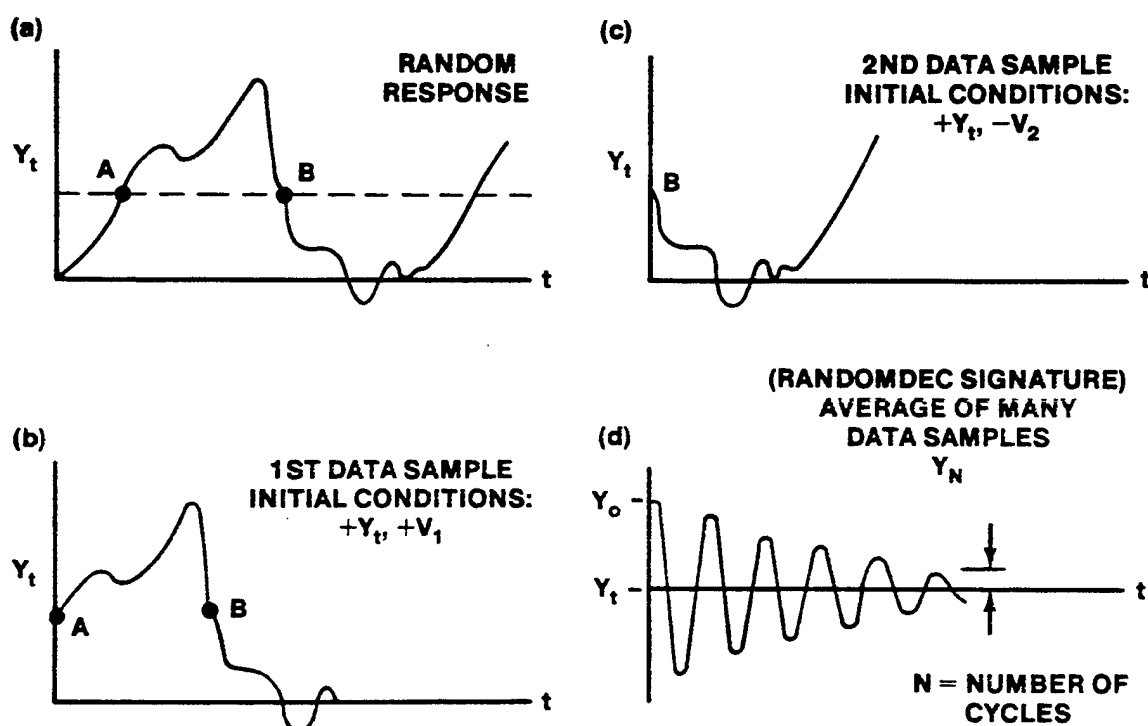 (a)
RANDOM
RESPONSE
Y_t
A
B
t
(c)
2ND DATA SAMPLE
INITIAL CONDITIONS:
+Y_t, −V_2
Y_t
B
t
(b)
1ST DATA SAMPLE
INITIAL CONDITIONS:
+Y_t, +V_1
Y_t
A
B
t
(RANDOMDEC SIGNATURE)
AVERAGE OF MANY
DATA SAMPLES
Y_N
(d)
Y_o
Y_t
t
N = NUMBER OF
CYCLES